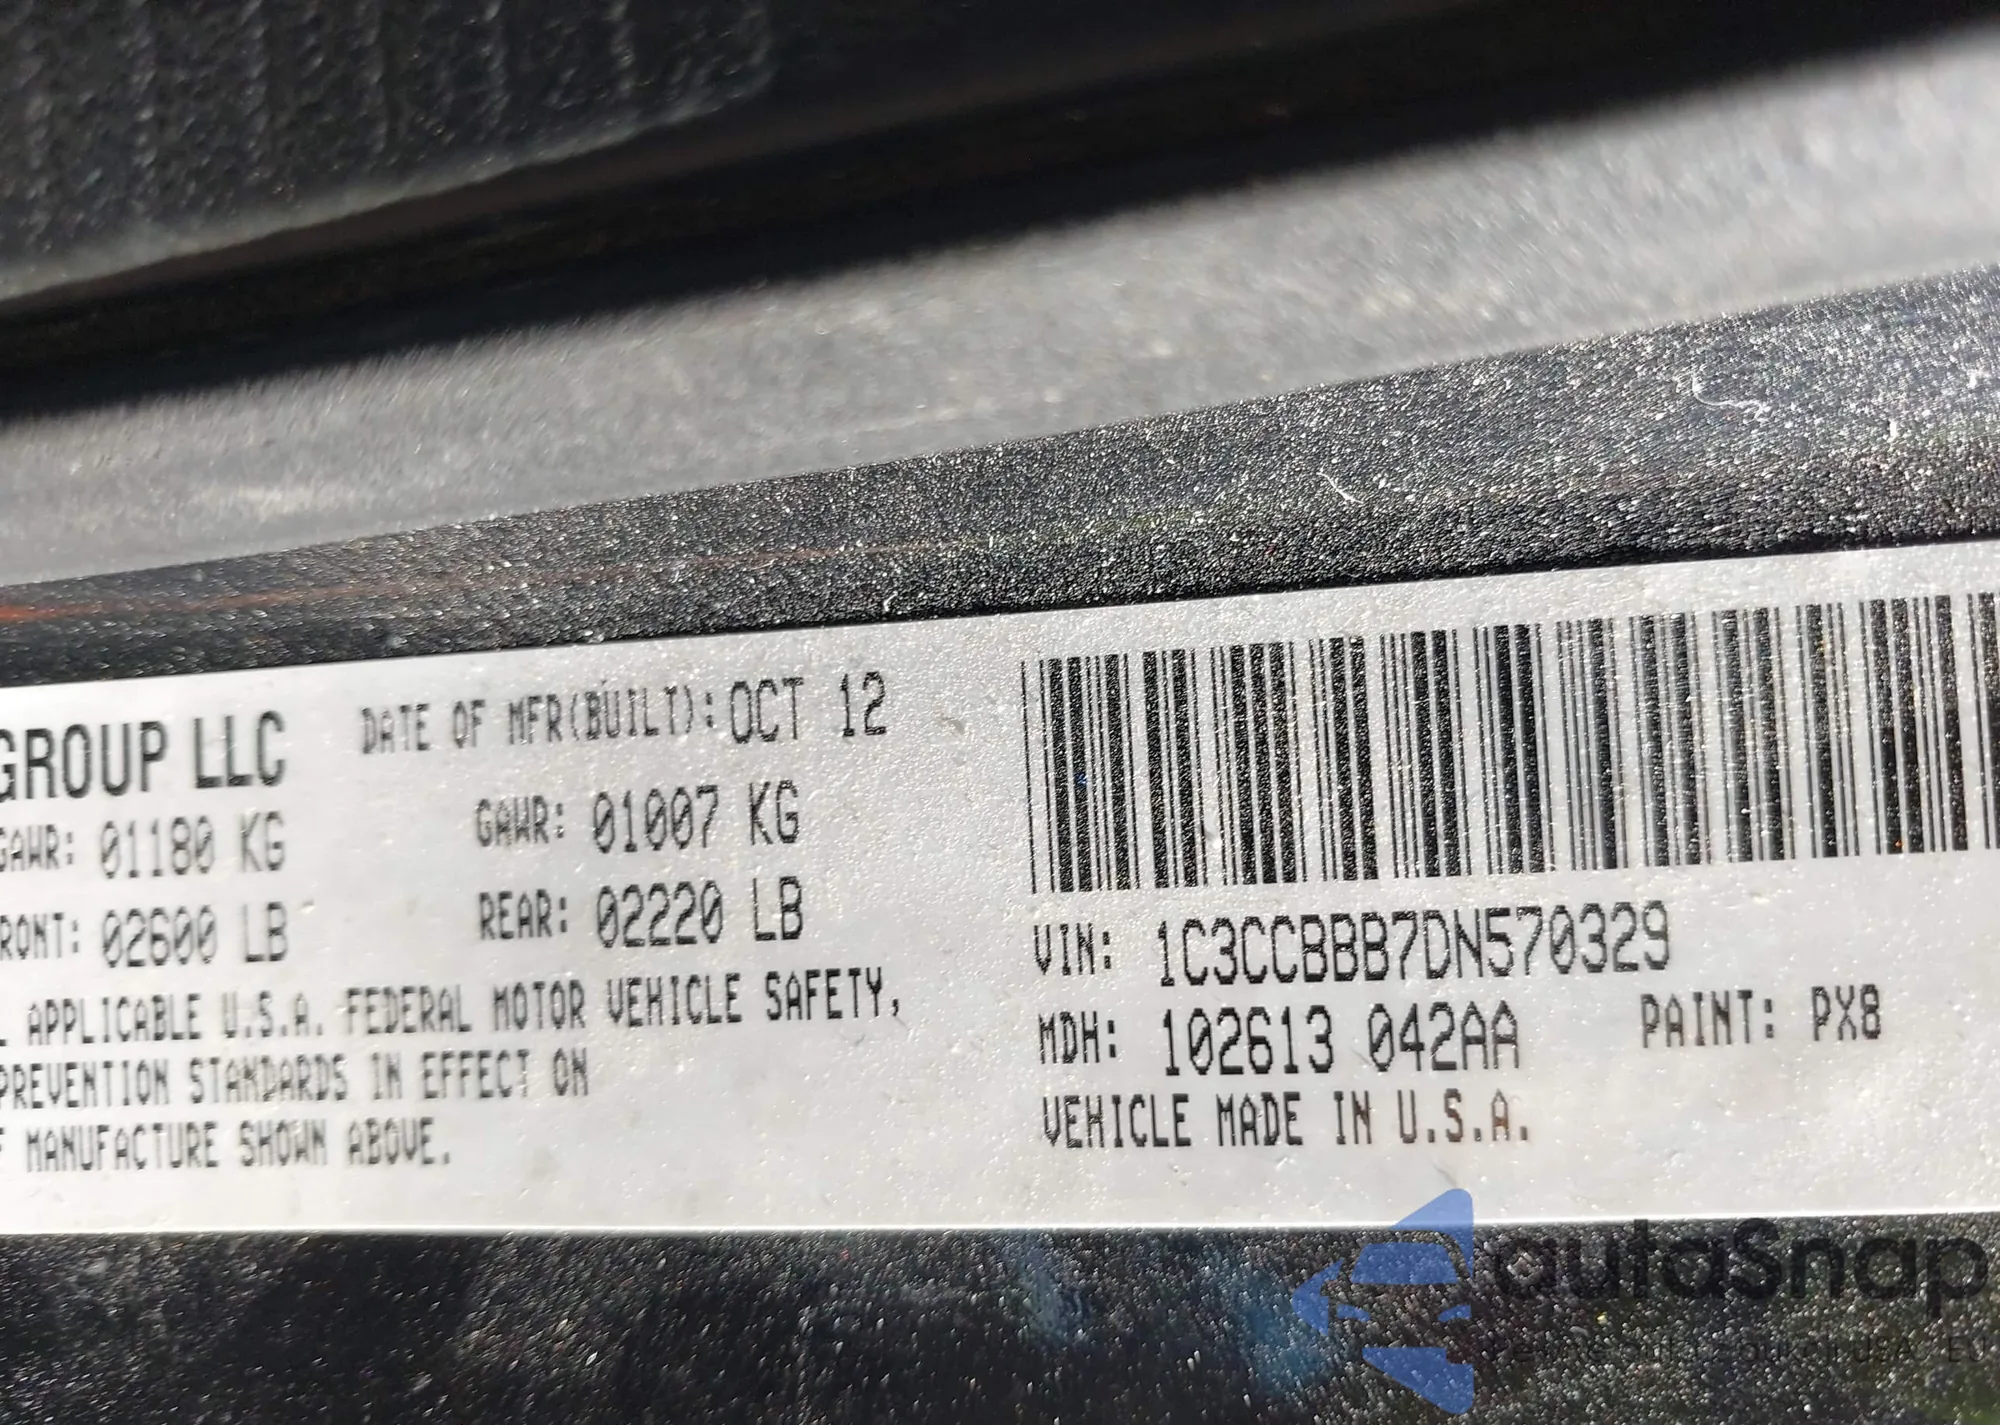 GROUP LLC
DATE OF MFR(BUILT): OCT 12
GAWR: 01180 KG
GAWR: 01007 KG
FRONT: 02600 LB
REAR: 02220 LB
APPLICABLE U.S.A. FEDERAL MOTOR VEHICLE SAFETY,
PREVENTION STANDARDS IN EFFECT ON
MANUFACTURE SHOWN ABOVE.
VIN: 1C3CCBBB7DN570329
MDH: 102613 042AA PAINT: PX8
VEHICLE MADE IN U.S.A.
autaSnap